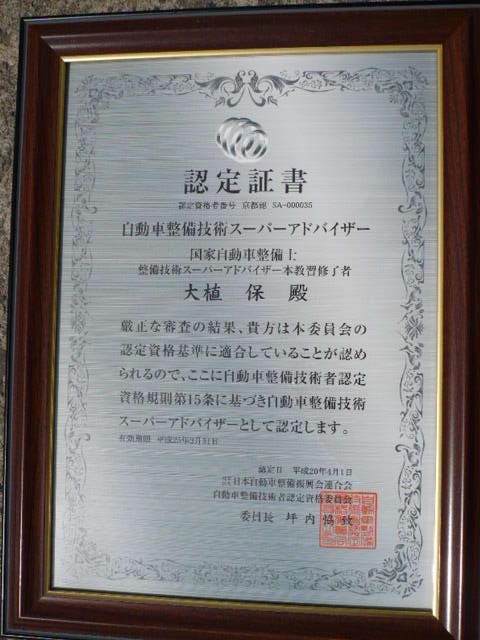 認定証書
認定資格者番号 京都府 SA-000035
自動車整備技術スーパーアドバイザー
国家自動車整備士
整備技術スーパーアドバイザー本教習修了者
大植 保 殿
厳正な審査の結果、貴方は本委員会の
認定資格基準に適合していることが認め
られるので、ここに自動車整備技術者認定
資格規則第15条に基づき自動車整備技術
スーパーアドバイザーとして認定します。
有効期限 平成25年3月31日
認定日 平成20年4月1日
日本自動車整備振興会連合会
自動車整備技術者認定資格委員会
委員長 坪内 恊致